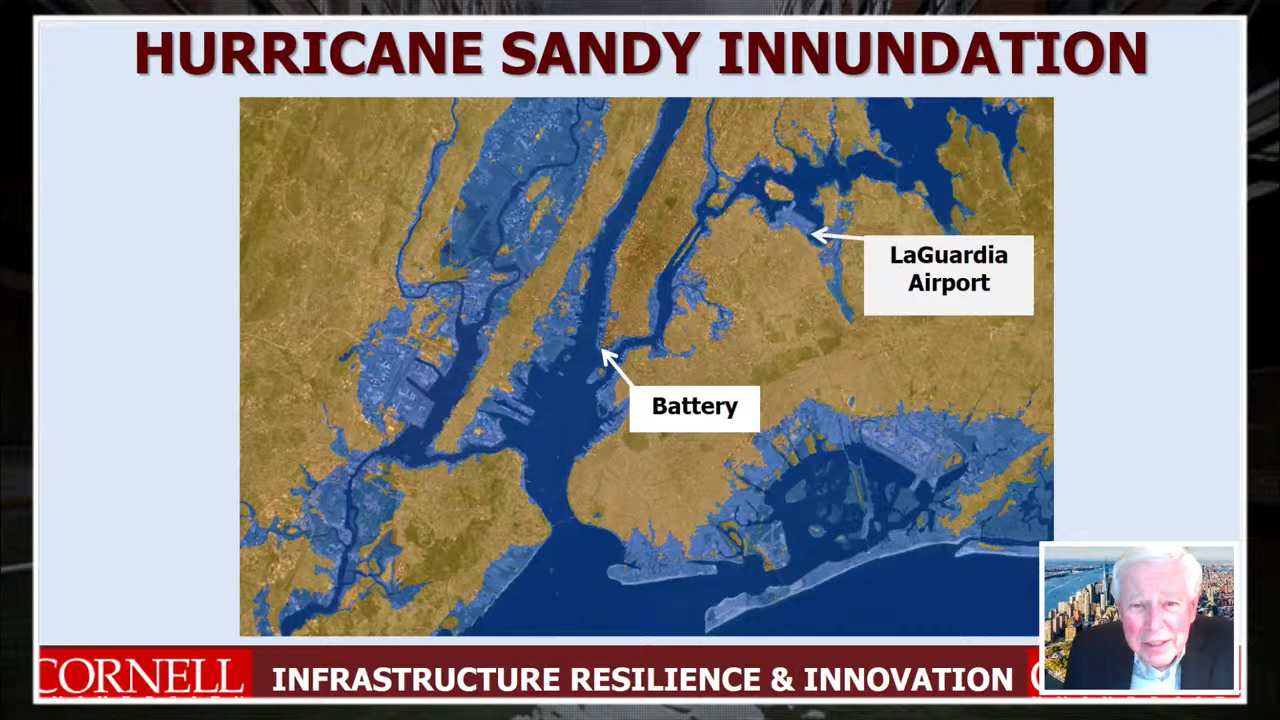 HURRICANE SANDY INNUNDATION
LaGuardia
Airport
Battery
CORNELL
INFRASTRUCTURE RESILIENCE & INNOVATION